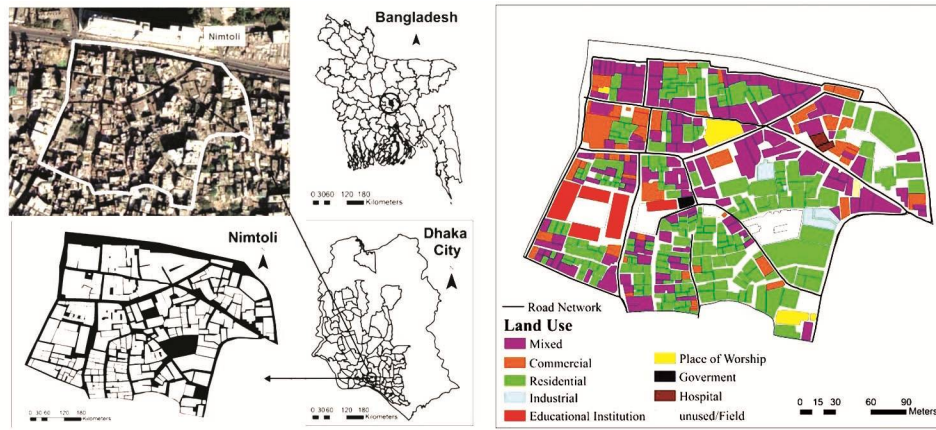 Nimtoli
Bangladesh
0 30 60 120 180
Kilometers
Nimtoli
0 30 60 120 180
Kilometers
Dhaka
City
0 30 60 120 180
Kilometers
Road Network
Land Use
Mixed
Commercial
Residential
Industrial
Educational Institution
Place of Worship
Goverment
Hospital
unused/Field
0 15 30 60 90
Meters